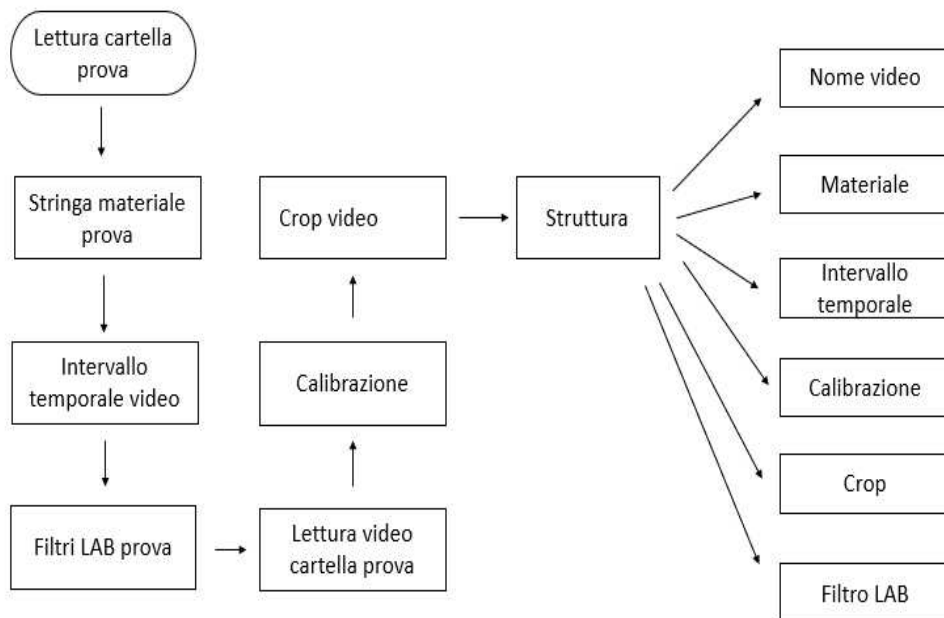 Lettura cartella
prova
Stringa materiale
prova
Intervallo
temporale video
Filtri LAB prova
Lettura video
cartella prova
Calibrazione
Crop video
Struttura
Nome video
Materiale
Intervallo
temporale
Calibrazione
Crop
Filtro LAB